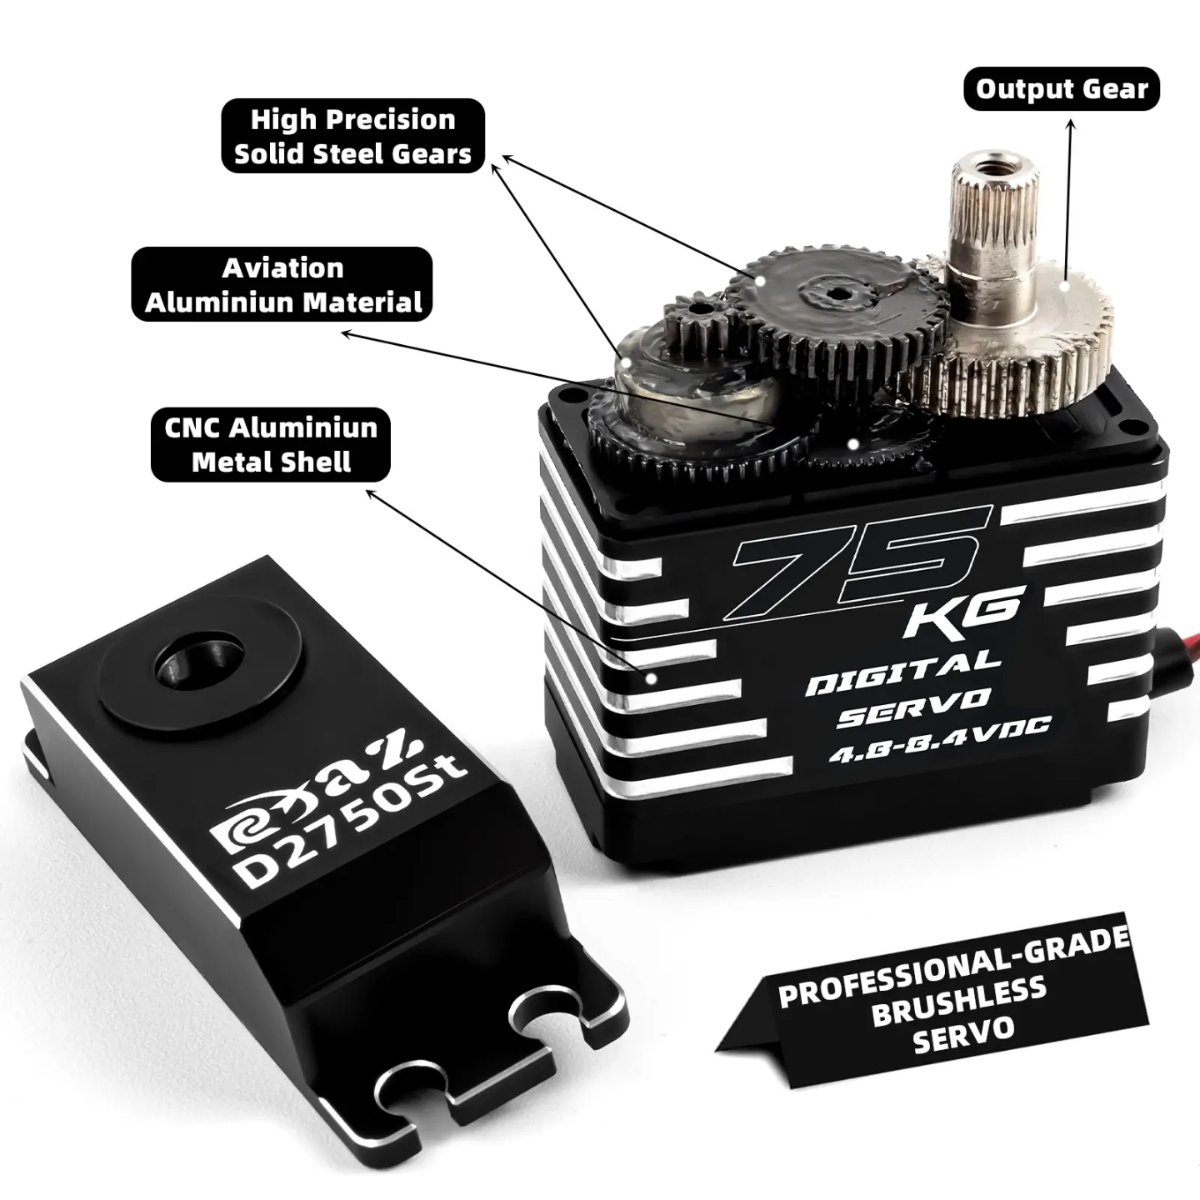 Output Gear
High Precision
Solid Steel Gears
Aviation
Aluminiun Material
CNC Aluminiun
Metal Shell
75
KG
DIGITAL
SERVO
4.8-8.4VDC
D2750St
PROFESSIONAL-GRADE
BRUSHLESS
SERVO